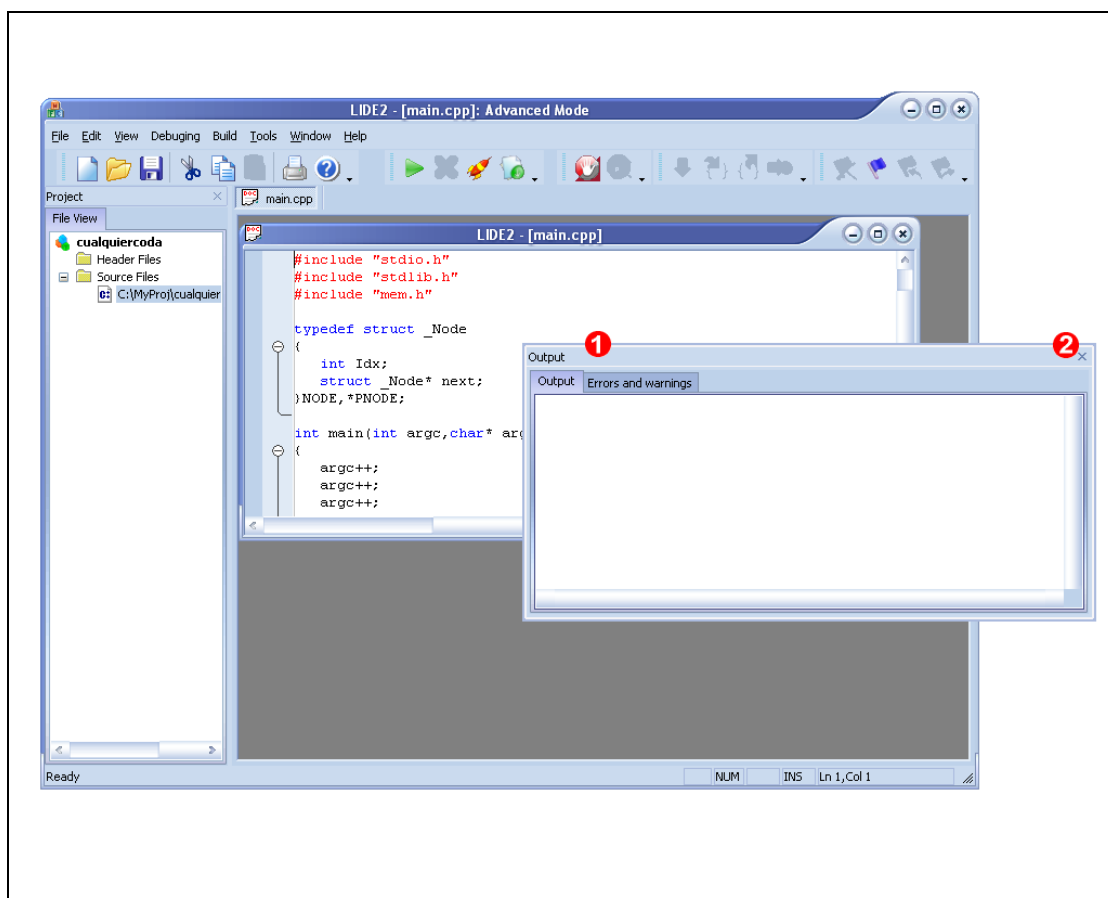 LIDE2 - [main.cpp]: Advanced Mode
File Edit View Debuging Build Tools Window Help
Project
main.cpp
File View
cualquiercoda
Header Files
Source Files
C:\MyProj\cualquier
LIDE2 - [main.cpp]
#include "stdio.h"
#include "stdlib.h"
#include "mem.h"
typedef struct _Node
{
int Idx;
struct _Node* next;
}NODE,*PNODE;
int main(int argc,char* arg
{
argc++;
argc++;
argc++;
Output
1
2
Output Errors and warnings
Ready
NUM INS Ln 1,Col 1